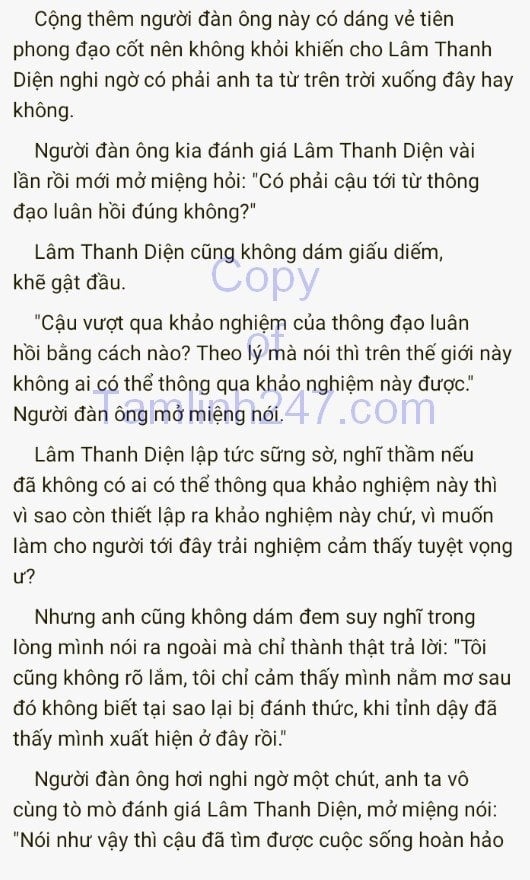 Cộng thêm người đàn ông này có dáng vẻ tiên
phong đạo cốt nên không khỏi khiến cho Lâm Thanh
Diện nghi ngờ có phải anh ta từ trên trời xuống đây hay
không.
Người đàn ông kia đánh giá Lâm Thanh Diện vài
lần rồi mới mở miệng hỏi: "Có phải cậu tới từ thông
đạo luân hồi đúng không?"
Lâm Thanh Diện cũng không dám giấu diếm,
khẽ gật đầu.
Copy
"Cậu vượt qua khảo nghiệm của thông đạo luân
of
hồi bằng cách nào? Theo lý mà nói thì trên thế giới này
không ai có thể thông qua khảo nghiệm này được."
Tamlinh247.com
Người đàn ông mở miệng nói.
Lâm Thanh Diện lập tức sững sờ, nghĩ thầm nếu
đã không có ai có thể thông qua khảo nghiệm này thì
vì sao còn thiết lập ra khảo nghiệm này chứ, vì muốn
làm cho người tới đây trải nghiệm cảm thấy tuyệt vọng
ư?
Nhưng anh cũng không dám đem suy nghĩ trong
lòng mình nói ra ngoài mà chỉ thành thật trả lời: "Tôi
cũng không rõ lắm, tôi chỉ cảm thấy mình nằm mơ sau
đó không biết tại sao lại bị đánh thức, khi tỉnh dậy đã
thấy mình xuất hiện ở đây rồi."
Người đàn ông hơi nghi ngờ một chút, anh ta vô
cùng tò mò đánh giá Lâm Thanh Diện, mở miệng nói:
"Nói như vậy thì cậu đã tìm được cuộc sống hoàn hảo